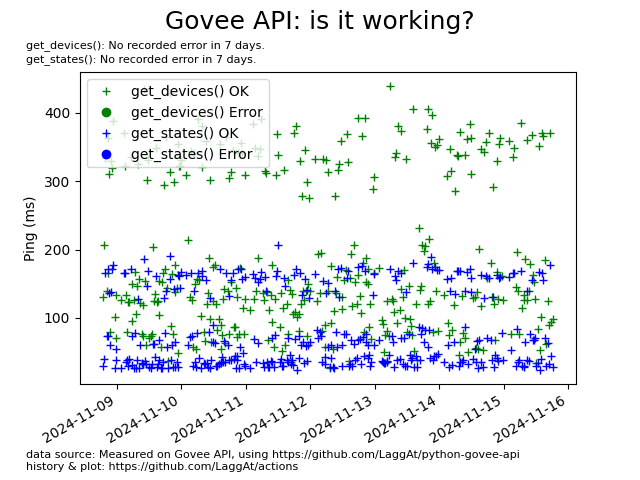 Govee API: is it working?
get_devices(): No recorded error in 7 days.
get_states(): No recorded error in 7 days.
get_devices() OK
get_devices() Error
get_states() OK
get_states() Error
Ping (ms)
400
300
200
100
2024-11-09
2024-11-10
2024-11-11
2024-11-12
2024-11-13
2024-11-14
2024-11-15
2024-11-16
data source: Measured on Govee API, using https://github.com/LaggAt/python-govee-api
history & plot: https://github.com/LaggAt/actions